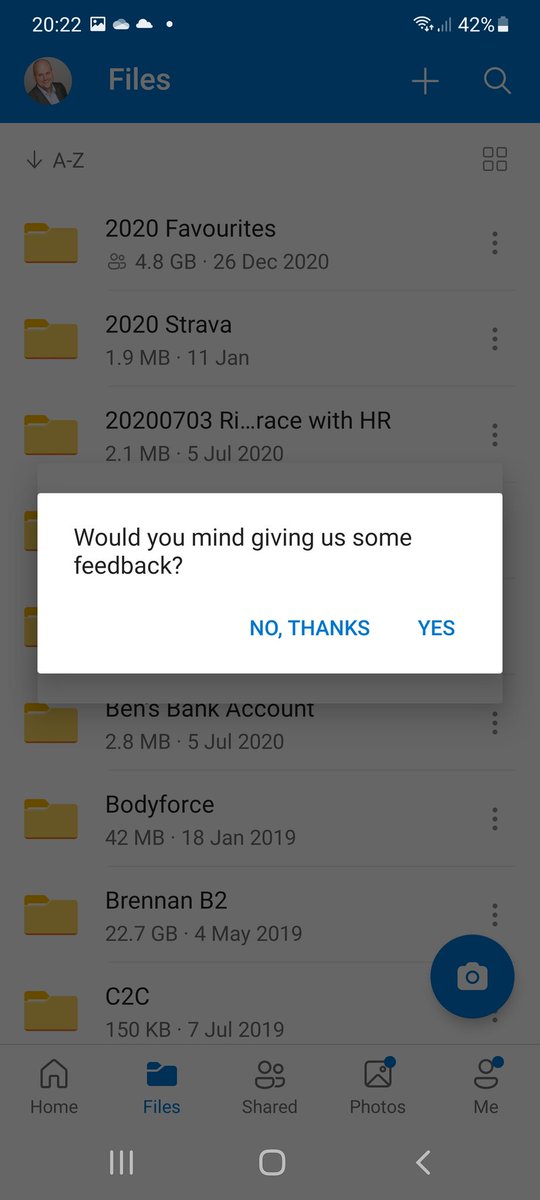 20:22
42%
Files
A-Z
2020 Favourites
4.8 GB · 26 Dec 2020
2020 Strava
1.9 MB · 11 Jan
20200703 Ri...race with HR
2.1 MB · 5 Jul 2020
Would you mind giving us some
feedback?
NO, THANKS
YES
Ben's Bank Account
2.8 MB · 5 Jul 2020
Bodyforce
42 MB · 18 Jan 2019
Brennan B2
22.7 GB · 4 May 2019
C2C
150 KB · 7 Jul 2019
Home
Files
Shared
Photos
Me